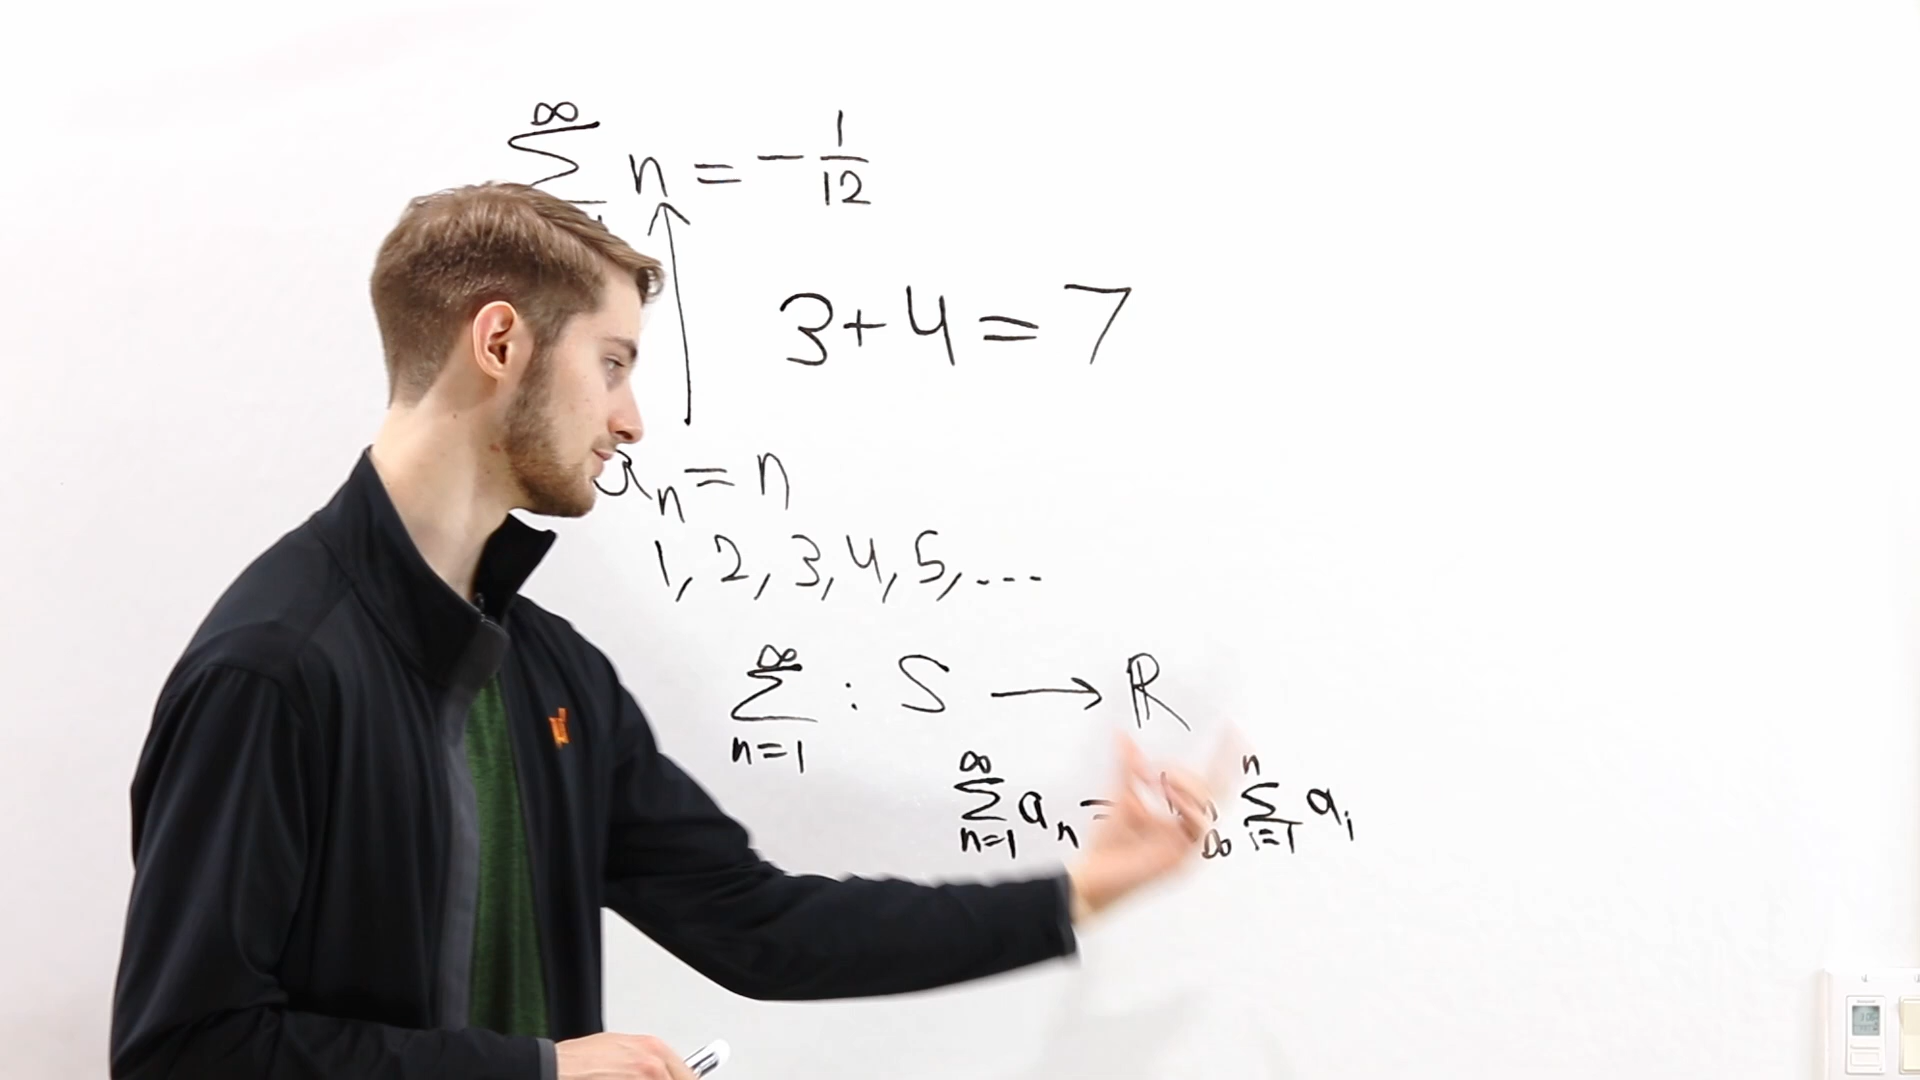 ∞
∑ n = - 1/12
3+4=7
a_n = n
1, 2, 3, 4, 5, ...
∞
∑ : S ⟶ ℝ
n=1
∞ n
∑ a_n = ∑ a_i
n=1 ∞ i=1